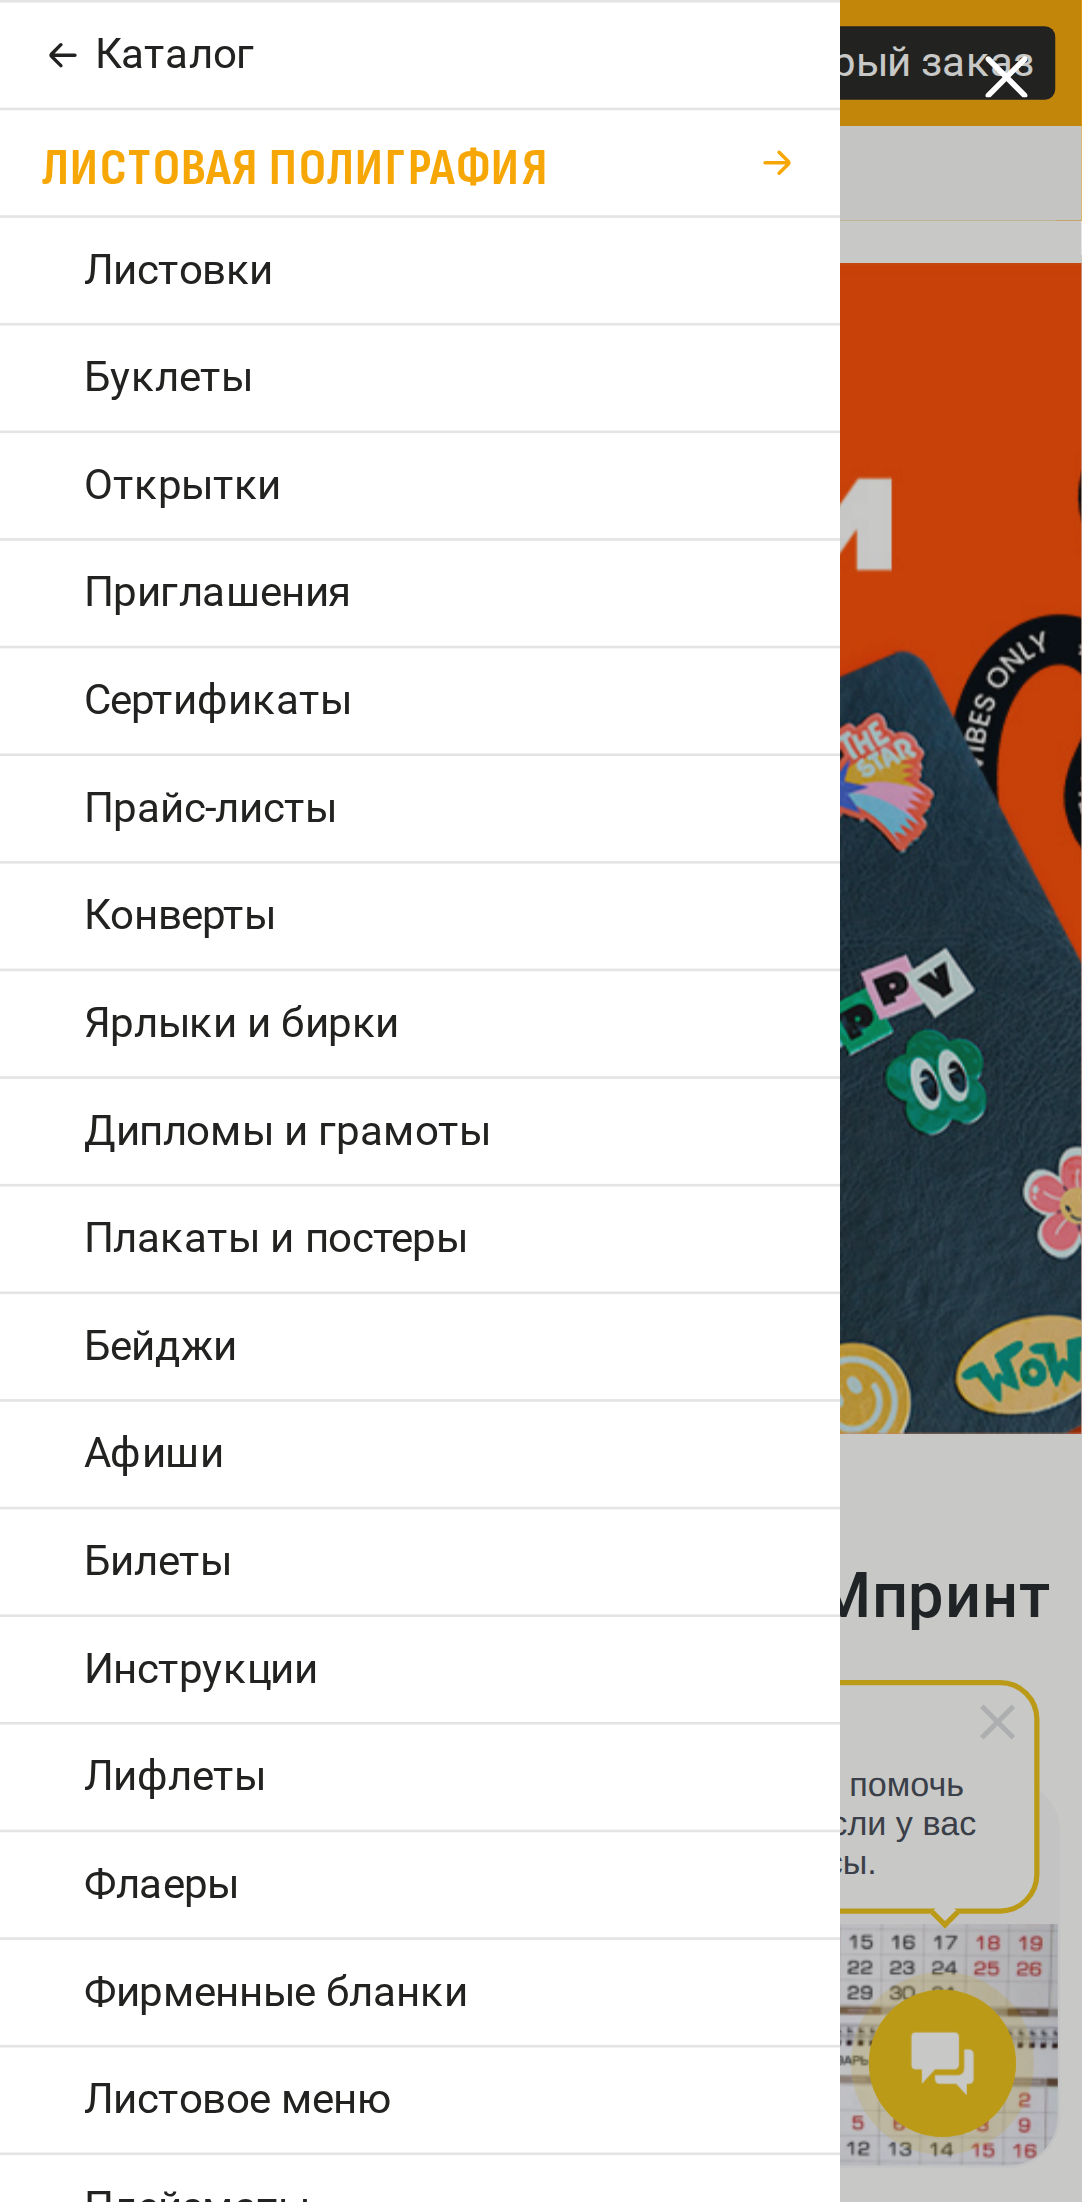 ← Каталог
рый заказ
ЛИСТОВАЯ ПОЛИГРАФИЯ →
Листовки
Буклеты
Открытки
Приглашения
Сертификаты
Прайс-листы
Конверты
Ярлыки и бирки
Дипломы и грамоты
Плакаты и постеры
Бейджи
Афиши
Билеты
Инструкции
Лифлеты
Флаеры
Фирменные бланки
Листовое меню
IBES ONLY
THE
STAR
PPY
WOW
Мпринт
помочь
сли у вас
сы.
15 16 17 18 19
22 23 24 25 26
29 30
2
5 9
12 13 14 15 16